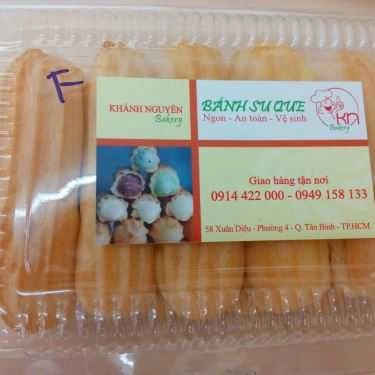 F
KHÁNH NGUYÊN
Bakery
BÁNH SU QUE
Ngon - An toàn - Vệ sinh
KN
Bakery
Giao hàng tận nơi
0914 422 000 - 0949 158 133
58 Xuân Diệu - Phường 4 - Q. Tân Bình - TP.HCM